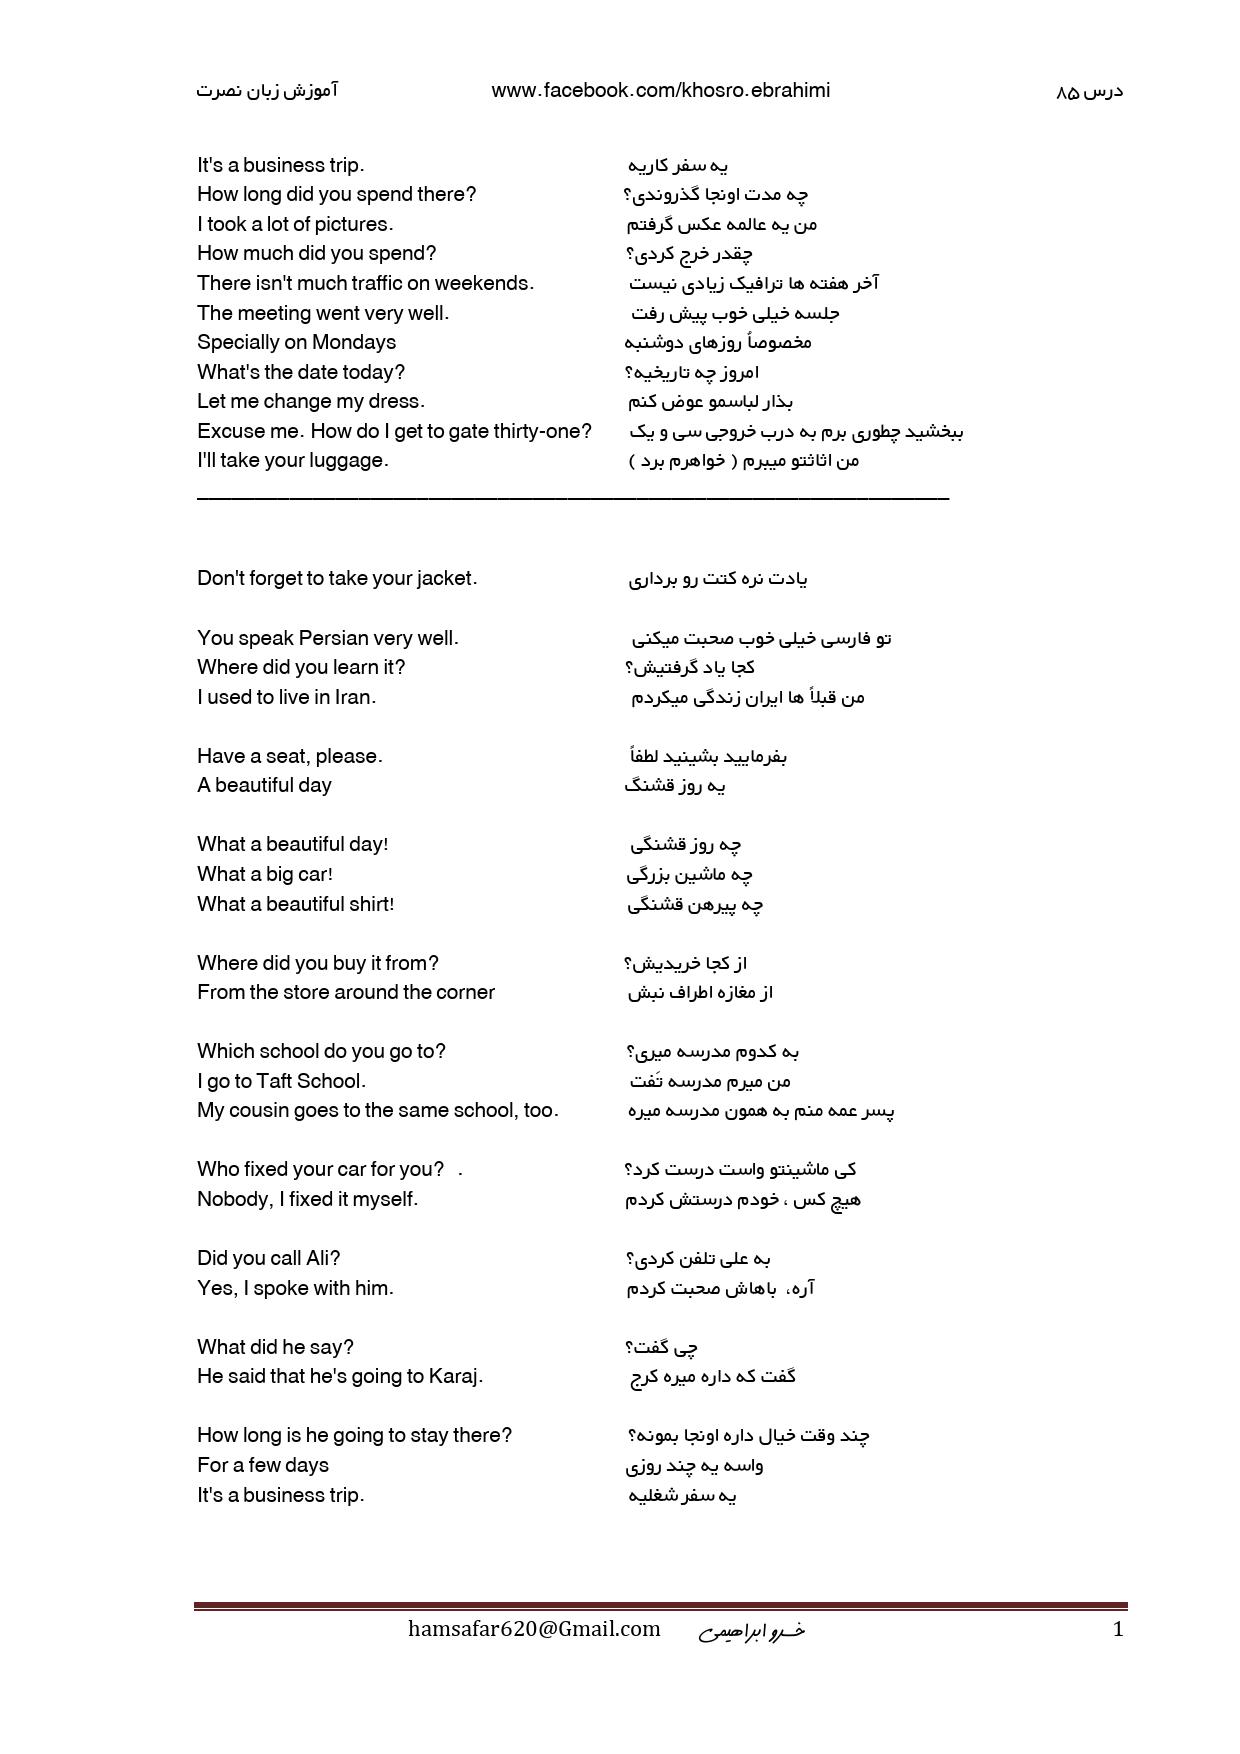 آموزش زبان نصرت www.facebook.com/khosro.ebrahimi درس ۸۵
It's a business trip. یه سفر کاریه
How long did you spend there? چه مدت اونجا گذروندی؟
I took a lot of pictures. من یه عالمه عکس گرفتم
How much did you spend? چقدر خرج کردی؟
There isn't much traffic on weekends. آخر هفته ها ترافیک زیادی نیست
The meeting went very well. جلسه خیلی خوب پیش رفت
Specially on Mondays مخصوصاُ روزهای دوشنبه
What's the date today? امروز چه تاریخیه؟
Let me change my dress. بذار لباسمو عوض کنم
Excuse me. How do I get to gate thirty-one? ببخشید چطوری برم به درب خروجی سی و یک
I'll take your luggage. من اثاثتو میبرم ( خواهرم برد )
Don't forget to take your jacket. یادت نره کتت رو برداری
You speak Persian very well. تو فارسی خیلی خوب صحبت میکنی
Where did you learn it? کجا یاد گرفتیش؟
I used to live in Iran. من قبلاً ها ایران زندگی میکردم
Have a seat, please. بفرمایید بشینید لطفاً
A beautiful day یه روز قشنگ
What a beautiful day! چه روز قشنگی
What a big car! چه ماشین بزرگی
What a beautiful shirt! چه پیرهن قشنگی
Where did you buy it from? از کجا خریدیش؟
From the store around the corner از مغازه اطراف نبش
Which school do you go to? به کدوم مدرسه میری؟
I go to Taft School. من میرم مدرسه تَفت
My cousin goes to the same school, too. پسر عمه منم به همون مدرسه میره
Who fixed your car for you? . کی ماشینتو واست درست کرد؟
Nobody, I fixed it myself. هیچ کس ، خودم درستش کردم
Did you call Ali? به علی تلفن کردی؟
Yes, I spoke with him. آره، باهاش صحبت کردم
What did he say? چی گفت؟
He said that he's going to Karaj. گفت که داره میره کرج
How long is he going to stay there? چند وقت خیال داره اونجا بمونه؟
For a few days واسه یه چند روزی
It's a business trip. یه سفر شغلیه
hamsafar620@Gmail.com خسرو ابراهیمی 1